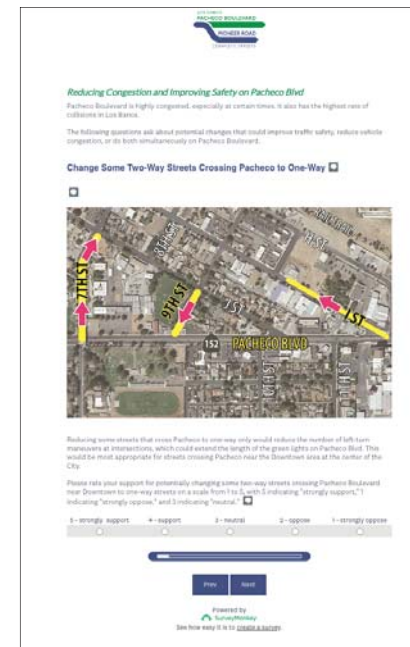 PACHECO BOULEVARD
PIONEER ROAD
COMPLETE STREETS
Reducing Congestion and Improving Safety on Pacheco Blvd
Pacheco Boulevard is highly congested, especially at certain times. It also has the highest rate of
collisions in Los Banos.
The following questions ask about potential changes that could improve traffic safety, reduce vehicle
congestion, or do both simultaneously on Pacheco Boulevard.
Change Some Two-Way Streets Crossing Pacheco to One-Way
7TH ST
8TH ST
9TH ST
I ST
H ST
I ST
152 PACHECO BLVD
Reducing some streets that cross Pacheco to one-way only would reduce the number of left-turn
maneuvers at intersections, which could extend the length of the green lights on Pacheco Blvd. This
would be most appropriate for streets crossing Pacheco near the Downtown area at the center of the
City.
Please rate your support for potentially changing some two-way streets crossing Pacheco Boulevard
near Downtown to one-way streets on a scale from 1 to 5, with 5 indicating "strongly support," 1
indicating "strongly oppose," and 3 indicating "neutral."
5 - strongly support 4 - support 3 - neutral 2 - oppose 1 - strongly oppose
Prev Next
Powered by
SurveyMonkey
See how easy it is to create a survey.